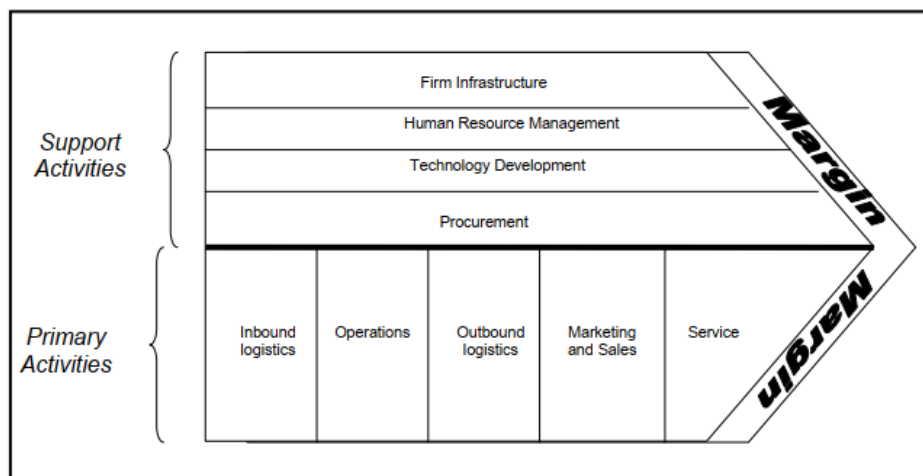 Firm Infrastructure
Human Resource Management
Technology Development
Procurement
Support
Activities
Margin
Inbound
logistics
Operations
Outbound
logistics
Marketing
and Sales
Service
Primary
Activities
Margin